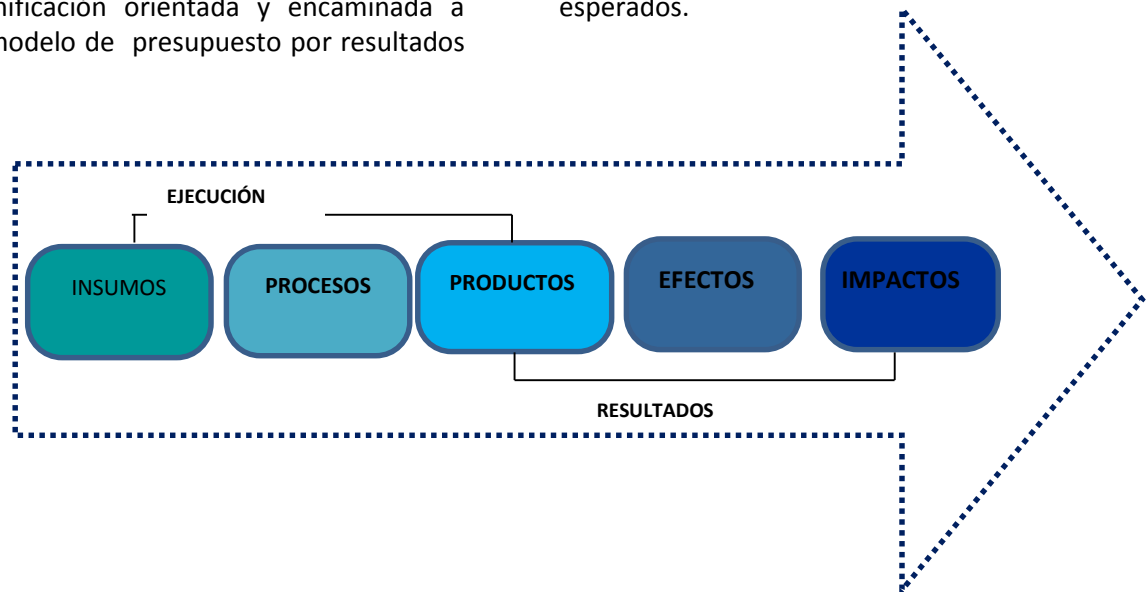 nificación orientada y encaminada a
modelo de presupuesto por resultados
esperados.
EJECUCIÓN
INSUMOS
PROCESOS
PRODUCTOS
EFECTOS
IMPACTOS
RESULTADOS